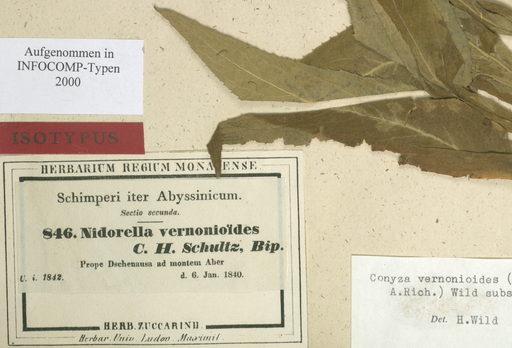 Aufgenommen in
INFOCOMP-Typen
2000
ISOTYPUS
HERBARIUM REGIUM MONACENSE
Schimperi iter Abyssinicum.
Sectio secunda.
846. Nidorella vernonioïdes
C. H. Schultz, Bip.
Prope Dschenausa ad montem Aber
U. i. 1842. d. 6. Jan. 1840.
HERB. ZUCCARINII
Herbar. Univ. Ludov. Maximil
Conyza vernonioides (
A.Rich.) Wild subs
Det. H.Wild